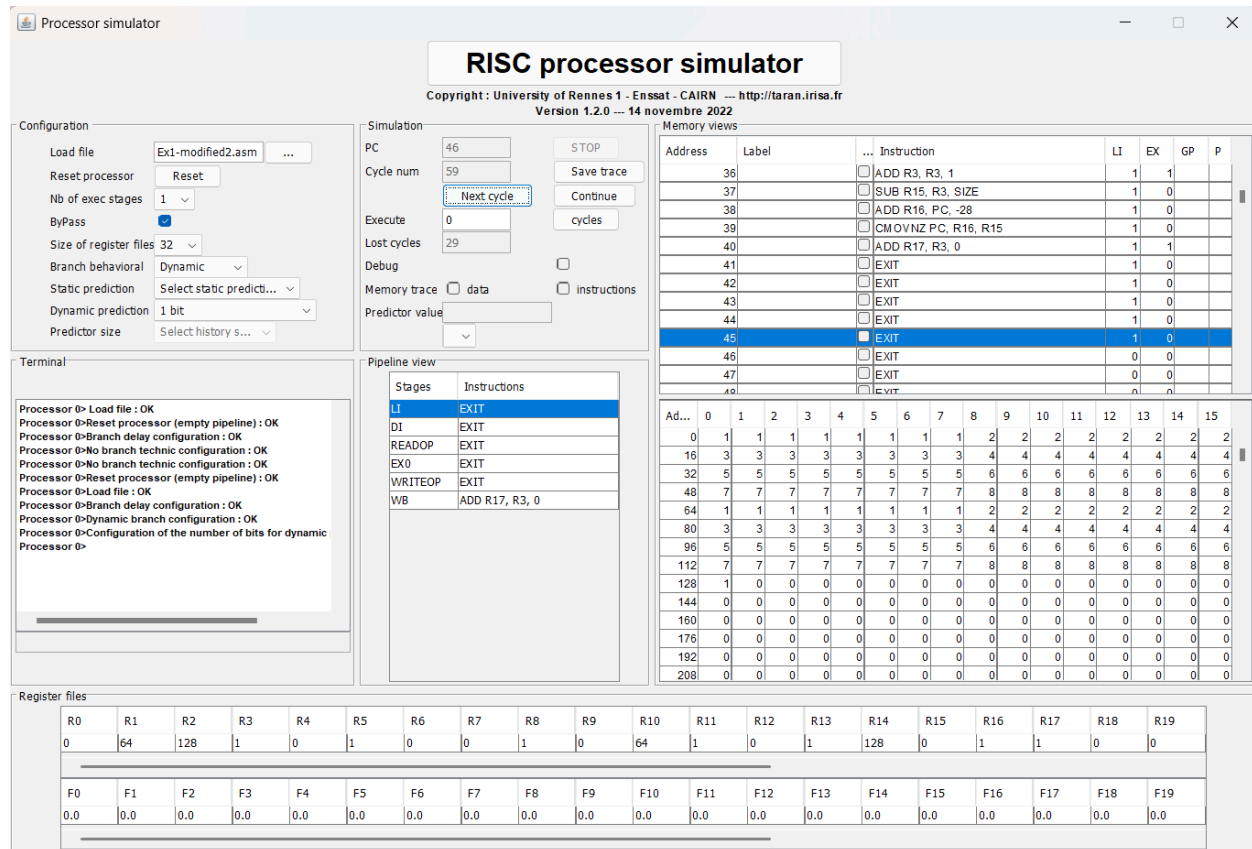 Processor simulator
RISC processor simulator
Copyright : University of Rennes 1 - Enssat - CAIRN --- http://taran.irisa.fr
Version 1.2.0 --- 14 novembre 2022
Configuration
Load file Ex1-modified2.asm ...
Reset processor Reset
Nb of exec stages 1
ByPass
Size of register files 32
Branch behavioral Dynamic
Static prediction Select static predicti...
Dynamic prediction 1 bit
Predictor size Select history s...
Simulation
PC 46 STOP
Cycle num 59 Save trace
Next cycle Continue
Execute 0 cycles
Lost cycles 29
Debug
Memory trace data instructions
Predictor value
Memory views
Address Label ... Instruction LI EX GP P
36 ADD R3, R3, 1 1 1
37 SUB R15, R3, SIZE 1 0
38 ADD R16, PC, -28 1 0
39 CMOVNZ PC, R16, R15 1 0
40 ADD R17, R3, 0 1 1
41 EXIT 1 0
42 EXIT 1 0
43 EXIT 1 0
44 EXIT 1 0
45 EXIT 1 0
46 EXIT 0 0
47 EXIT 0 0
48 EXIT 0 0
Terminal
Processor 0> Load file : OK
Processor 0>Reset processor (empty pipeline) : OK
Processor 0>Branch delay configuration : OK
Processor 0>No branch technic configuration : OK
Processor 0>Reset processor (empty pipeline) : OK
Processor 0>Load file : OK
Processor 0>Branch delay configuration : OK
Processor 0>Dynamic branch configuration : OK
Processor 0>Configuration of the number of bits for dynamic
Processor 0>
Pipeline view
Stages Instructions
LI EXIT
DI EXIT
READOP EXIT
EX0 EXIT
WRITEOP EXIT
WB ADD R17, R3, 0
Ad... 0 1 2 3 4 5 6 7 8 9 10 11 12 13 14 15
0 1 1 1 1 1 1 1 1 2 2 2 2 2 2 2 2
16 3 3 3 3 3 3 3 3 4 4 4 4 4 4 4 4
32 5 5 5 5 5 5 5 5 6 6 6 6 6 6 6 6
48 7 7 7 7 7 7 7 7 8 8 8 8 8 8 8 8
64 1 1 1 1 1 1 1 1 2 2 2 2 2 2 2 2
80 3 3 3 3 3 3 3 3 4 4 4 4 4 4 4 4
96 5 5 5 5 5 5 5 5 6 6 6 6 6 6 6 6
112 7 7 7 7 7 7 7 7 8 8 8 8 8 8 8 8
128 1 0 0 0 0 0 0 0 0 0 0 0 0 0 0 0
144 0 0 0 0 0 0 0 0 0 0 0 0 0 0 0 0
160 0 0 0 0 0 0 0 0 0 0 0 0 0 0 0 0
176 0 0 0 0 0 0 0 0 0 0 0 0 0 0 0 0
192 0 0 0 0 0 0 0 0 0 0 0 0 0 0 0 0
208 0 0 0 0 0 0 0 0 0 0 0 0 0 0 0 0
Register files
R0 R1 R2 R3 R4 R5 R6 R7 R8 R9 R10 R11 R12 R13 R14 R15 R16 R17 R18 R19
0 64 128 1 0 1 0 0 1 0 64 1 0 1 128 0 1 1 0 0
F0 F1 F2 F3 F4 F5 F6 F7 F8 F9 F10 F11 F12 F13 F14 F15 F16 F17 F18 F19
0.0 0.0 0.0 0.0 0.0 0.0 0.0 0.0 0.0 0.0 0.0 0.0 0.0 0.0 0.0 0.0 0.0 0.0 0.0 0.0